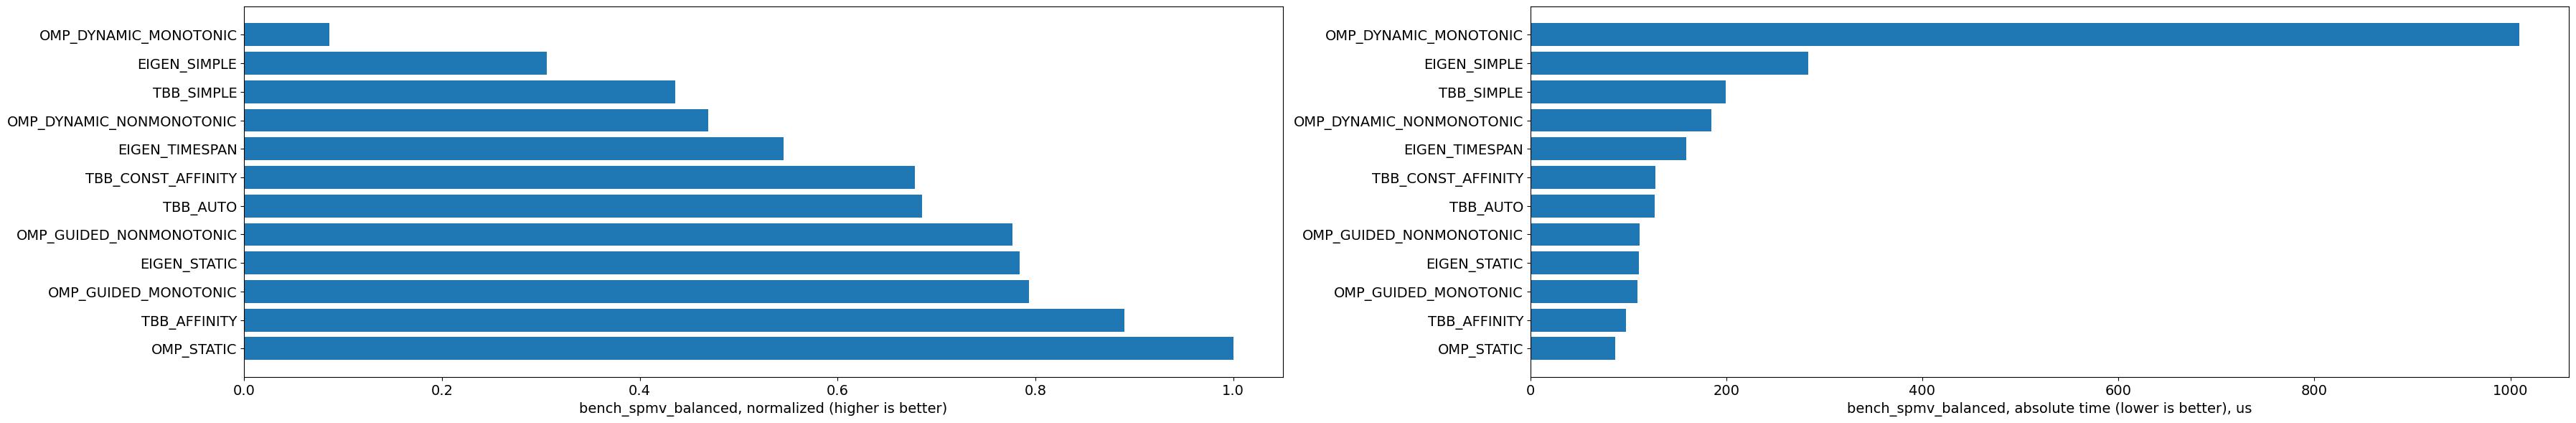 OMP_DYNAMIC_MONOTONIC
EIGEN_SIMPLE
TBB_SIMPLE
OMP_DYNAMIC_NONMONOTONIC
EIGEN_TIMESPAN
TBB_CONST_AFFINITY
TBB_AUTO
OMP_GUIDED_NONMONOTONIC
EIGEN_STATIC
OMP_GUIDED_MONOTONIC
TBB_AFFINITY
OMP_STATIC
0.0 0.2 0.4 0.6 0.8 1.0
bench_spmv_balanced, normalized (higher is better)
OMP_DYNAMIC_MONOTONIC
EIGEN_SIMPLE
TBB_SIMPLE
OMP_DYNAMIC_NONMONOTONIC
EIGEN_TIMESPAN
TBB_CONST_AFFINITY
TBB_AUTO
OMP_GUIDED_NONMONOTONIC
EIGEN_STATIC
OMP_GUIDED_MONOTONIC
TBB_AFFINITY
OMP_STATIC
0 200 400 600 800 1000
bench_spmv_balanced, absolute time (lower is better), us